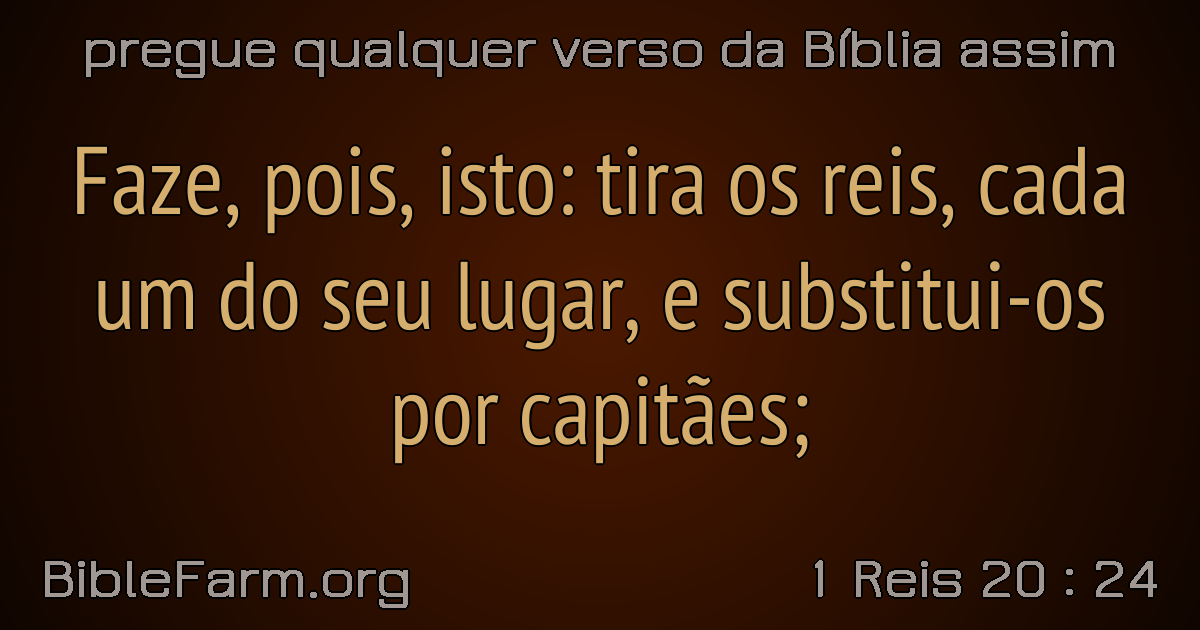 pregue qualquer verso da Bíblia assim
Faze, pois, isto: tira os reis, cada
um do seu lugar, e substitui-os
por capitães;
BibleFarm.org
1 Reis 20 : 24